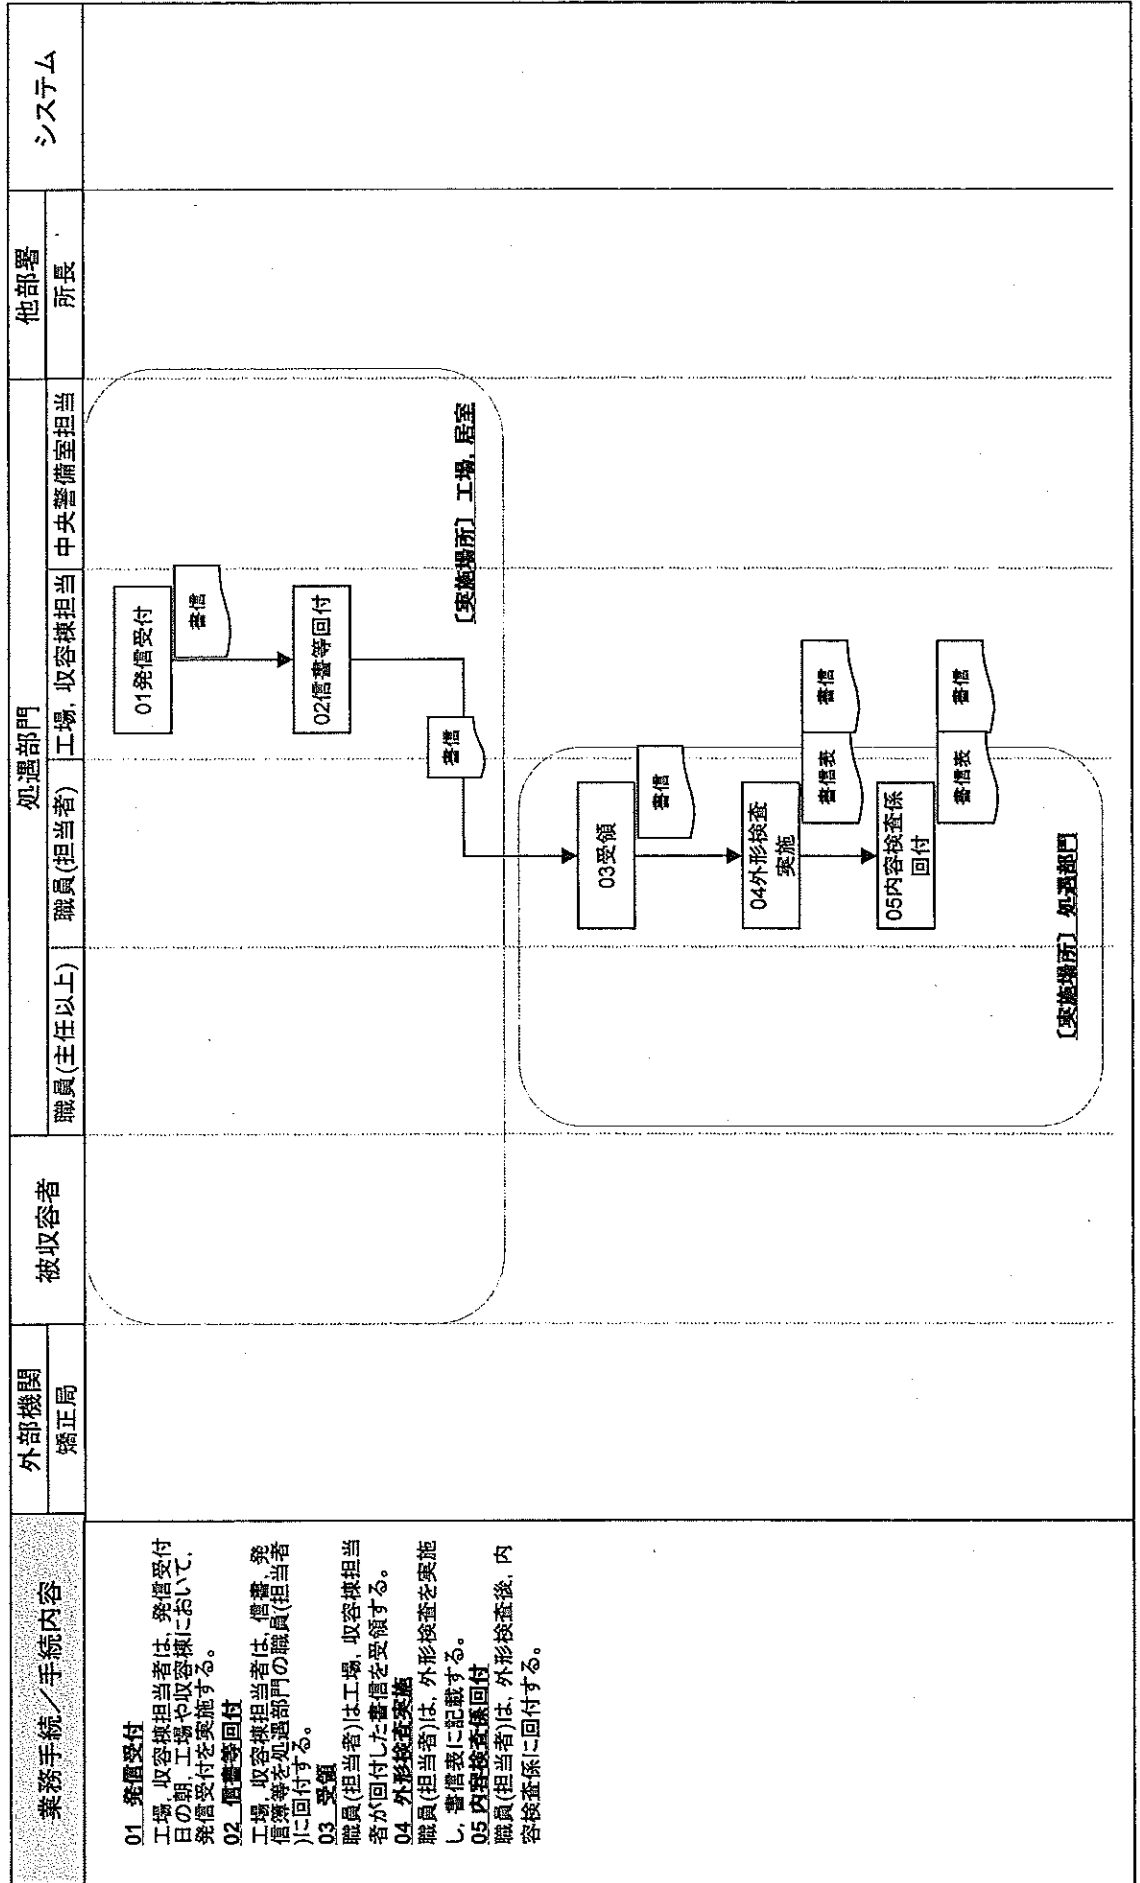 業務手続／手続内容
外部機関
矯正局
被収容者
処遇部門
職員(主任以上)
職員(担当者)
工場, 収容棟担当
中央警備室担当
他部署
所長
システム
01 発信受付
工場, 収容棟担当者は, 発信受付
日の朝, 工場や収容棟において,
発信受付を実施する。
02 信書等回付
工場, 収容棟担当者は, 信書, 発
信簿等を処遇部門の職員(担当者
)に回付する。
03 受領
職員(担当者)は工場, 収容棟担当
者が回付した書信を受領する。
04 外形検査実施
職員(担当者)は, 外形検査を実施
し, 書信表に記載する。
05 内容検査係回付
職員(担当者)は, 外形検査後, 内
容検査係に回付する。
01発信受付
書信
02信書等回付
書信
［実施場所］ 工場, 居室
03受領
書信
04外形検査
実施
書信表
書信
05内容検査係
回付
書信表
書信
［実施場所］ 処遇部門